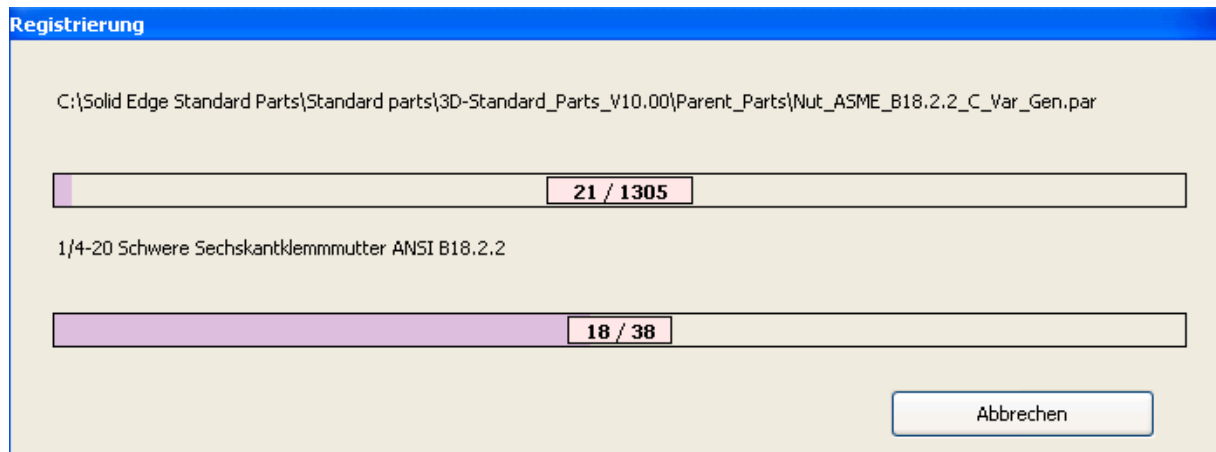 Registrierung
C:\Solid Edge Standard Parts\Standard parts\3D-Standard_Parts_V10.00\Parent_Parts\Nut_ASME_B18.2.2_C_Var_Gen.par
21 / 1305
1/4-20 Schwere Sechskantklemmmutter ANSI B18.2.2
18 / 38
Abbrechen